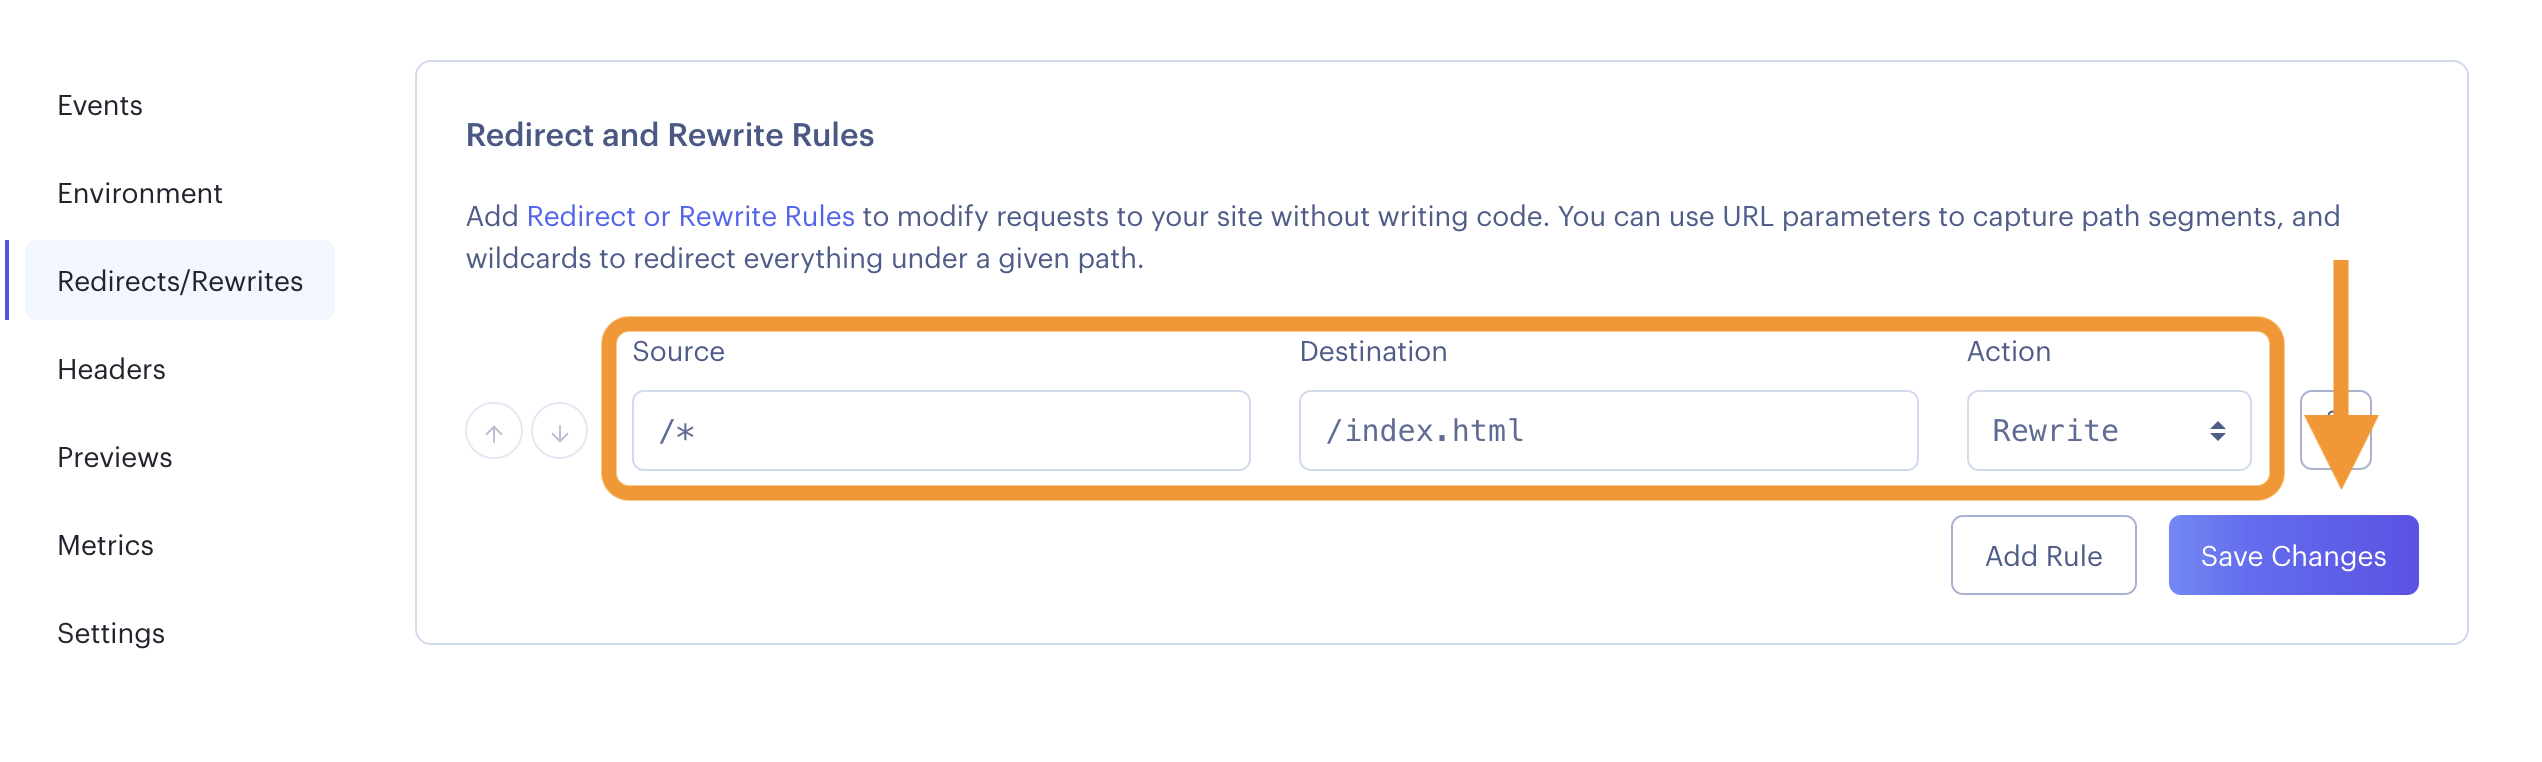 Events
Environment
Redirects/Rewrites
Headers
Previews
Metrics
Settings
Redirect and Rewrite Rules
Add Redirect or Rewrite Rules to modify requests to your site without writing code. You can use URL parameters to capture path segments, and
wildcards to redirect everything under a given path.
Source
Destination
Action
/*
/index.html
Rewrite
Add Rule
Save Changes